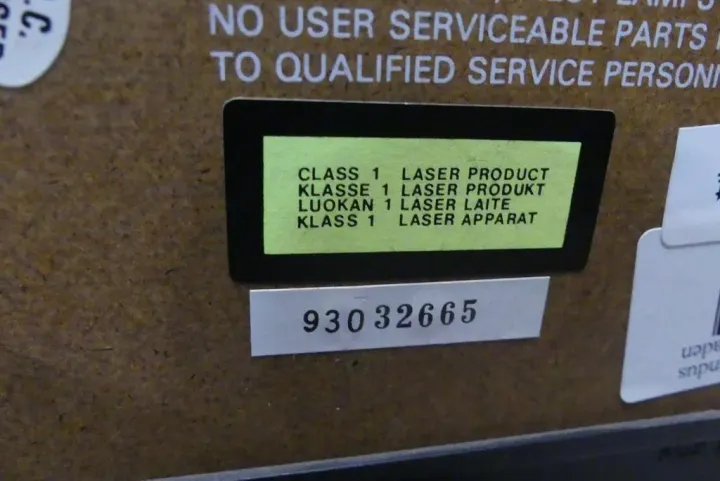 NO USER SERVICEABLE PARTS
TO QUALIFIED SERVICE
CLASS 1 LASER PRODUCT
KLASSE 1 LASER PRODUKT
LUOKAN 1 LASER LAITE
KLASS 1 LASER APPARAT
93032665